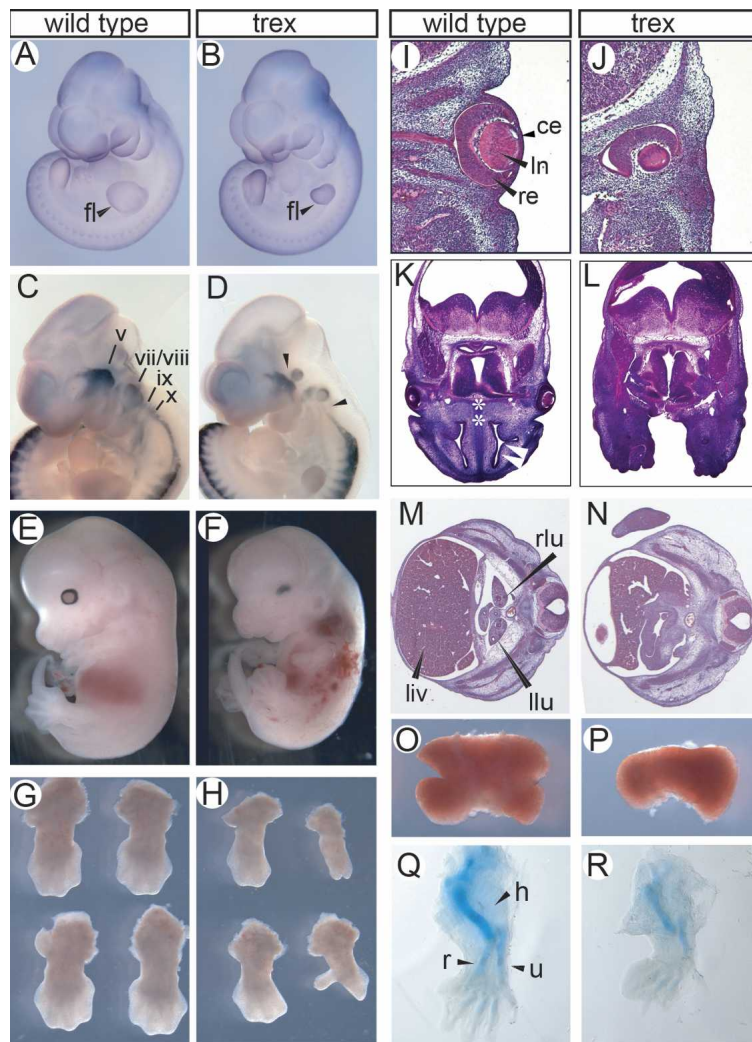 wild type
trex
wild type
trex
A
B
fl
fl
C
D
v
vii/viii
ix
x
E
F
G
H
I
J
ce
ln
re
K
L
*
*
M
N
rlu
liv
llu
O
P
Q
R
h
r
u